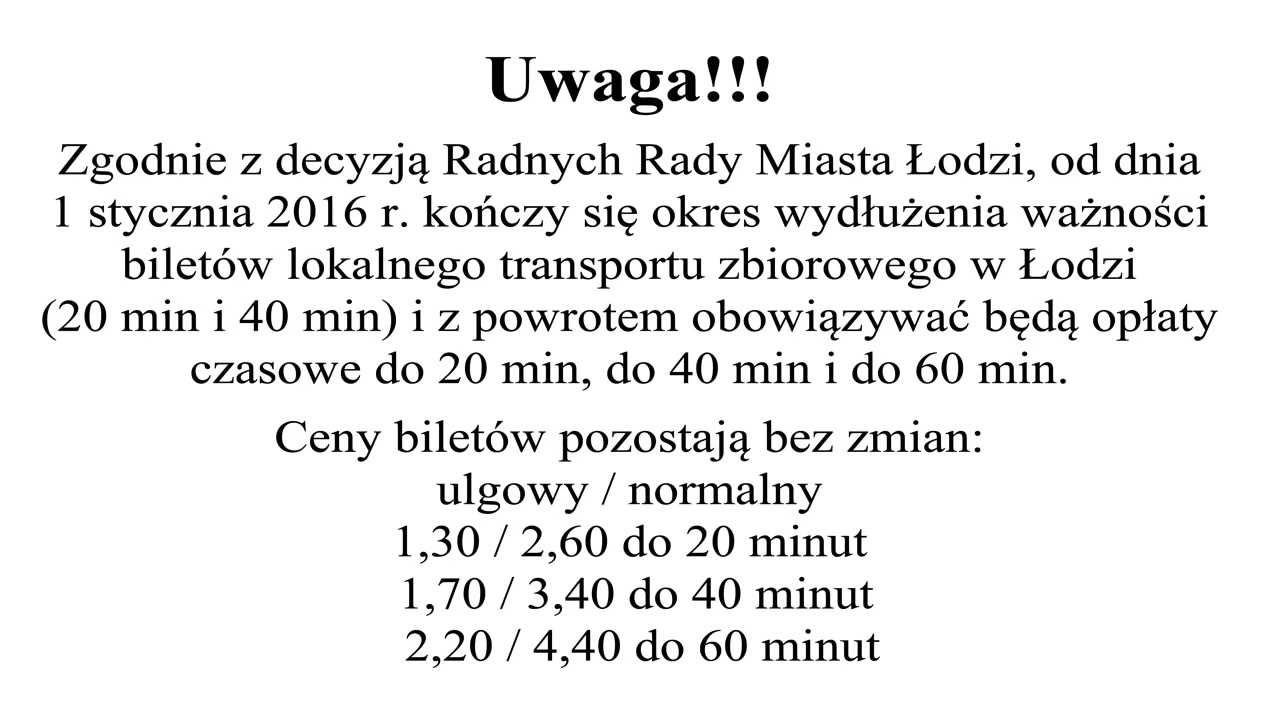 Uwaga!!!
Zgodnie z decyzją Radnych Rady Miasta Łodzi, od dnia
1 stycznia 2016 r. kończy się okres wydłużenia ważności
biletów lokalnego transportu zbiorowego w Łodzi
(20 min i 40 min) i z powrotem obowiązywać będą opłaty
czasowe do 20 min, do 40 min i do 60 min.
Ceny biletów pozostają bez zmian:
ulgowy / normalny
1,30 / 2,60 do 20 minut
1,70 / 3,40 do 40 minut
2,20 / 4,40 do 60 minut